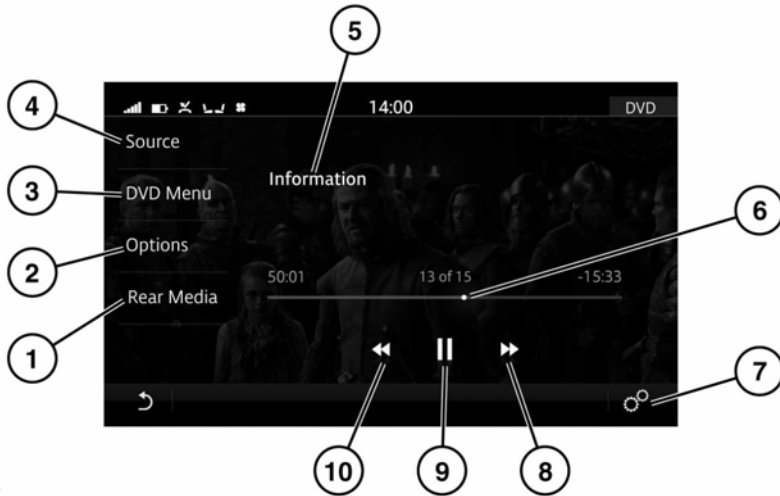 5
4
14:00
DVD
Source
3
DVD Menu
Information
6
2
Options
50:01
13 of 15
-15:33
Rear Media
1
7
10
9
8